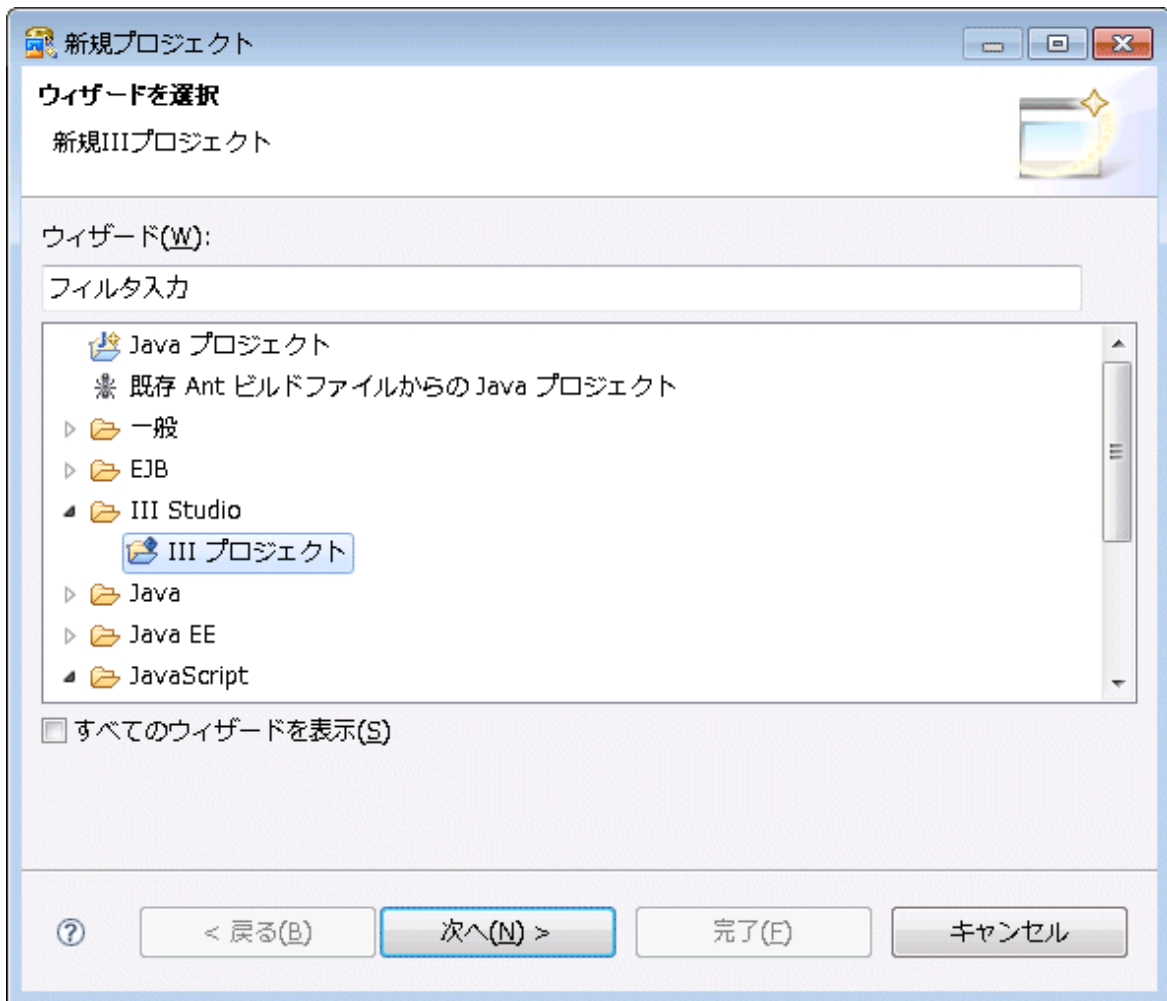 新規プロジェクト
ウィザードを選択
新規IIIプロジェクト
ウィザード(W):
フィルタ入力
Java プロジェクト
既存 Ant ビルドファイルからの Java プロジェクト
一般
EJB
III Studio
III プロジェクト
Java
Java EE
JavaScript
すべてのウィザードを表示(S)
< 戻る(B)
次へ(N) >
完了(F)
キャンセル